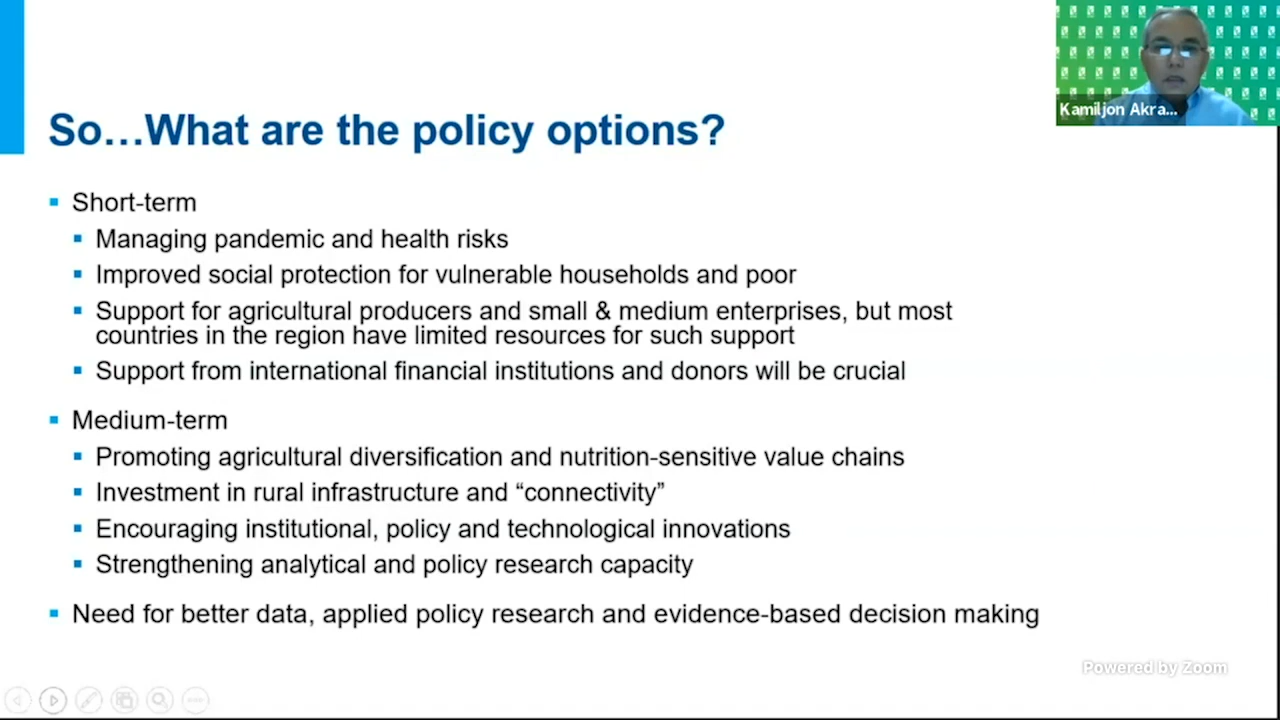 Kamiljon Akra...
So...What are the policy options?
Short-term
Managing pandemic and health risks
Improved social protection for vulnerable households and poor
Support for agricultural producers and small & medium enterprises, but most
countries in the region have limited resources for such support
Support from international financial institutions and donors will be crucial
Medium-term
Promoting agricultural diversification and nutrition-sensitive value chains
Investment in rural infrastructure and “connectivity”
Encouraging institutional, policy and technological innovations
Strengthening analytical and policy research capacity
Need for better data, applied policy research and evidence-based decision making
Powered by Zoom